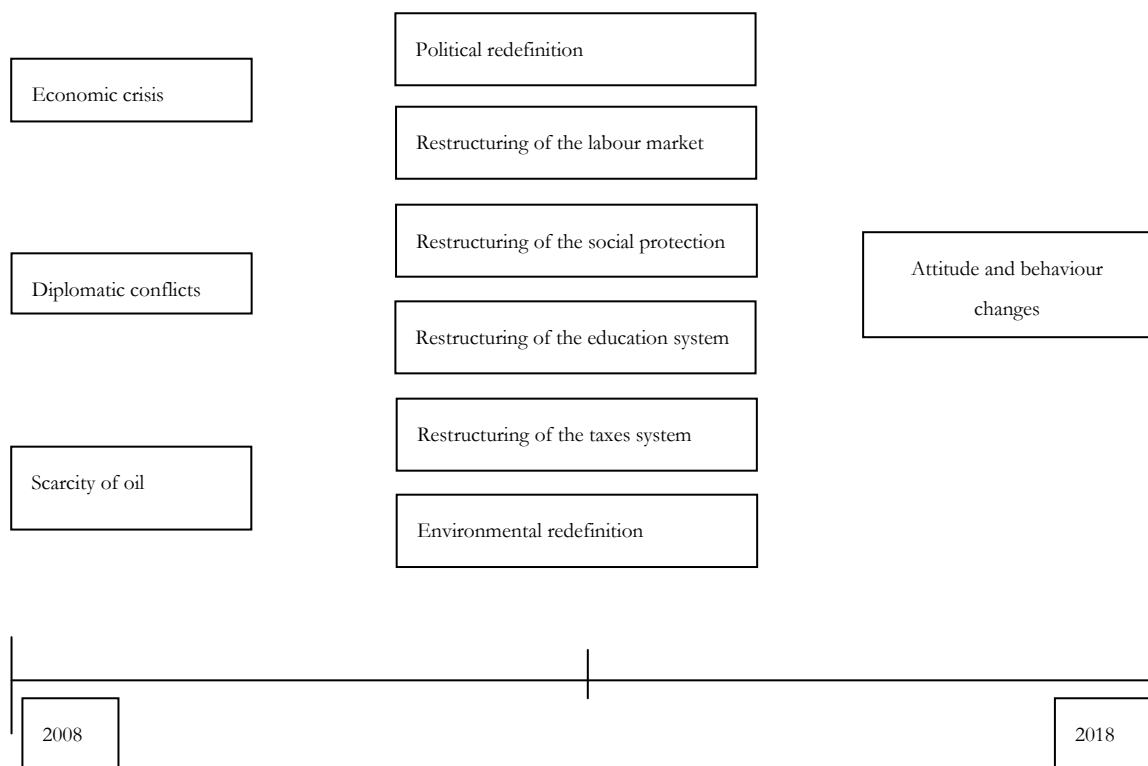 Economic crisis
Diplomatic conflicts
Scarcity of oil
Political redefinition
Restructuring of the labour market
Restructuring of the social protection
Restructuring of the education system
Restructuring of the taxes system
Environmental redefinition
Attitude and behaviour
changes
2008
2018